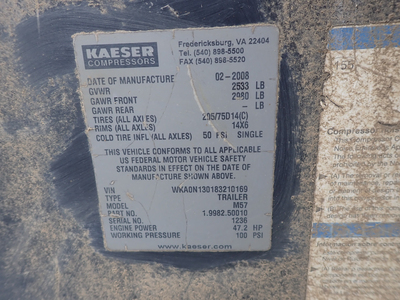 KAESER
COMPRESSORS
Fredericksburg, VA 22404
Tel. (540) 898-5500
FAX (540) 898-5520
DATE OF MANUFACTURE 02-2008
GVWR 2533 LB
GAWR FRONT 2980 LB
GAWR REAR – LB
TIRES (ALL AXLES) 205/75D14(C)
RIMS (ALL AXLES) 14X6
COLD TIRE INFL (ALL AXLES) 50 PSI SINGLE
THIS VEHICLE CONFORMS TO ALL APPLICABLE
US FEDERAL MOTOR VEHICLE SAFETY
STANDARDS IN EFFECT ON THE DATE OF
MANUFACTURE SHOWN ABOVE.
VIN WKA0N130183210169
TYPE TRAILER
MODEL M57
PART NO. 1.9982.50010
SERIAL NO. 1236
ENGINE POWER 47.2 HP
WORKING PRESSURE 100 PSI
www.kaeser.com